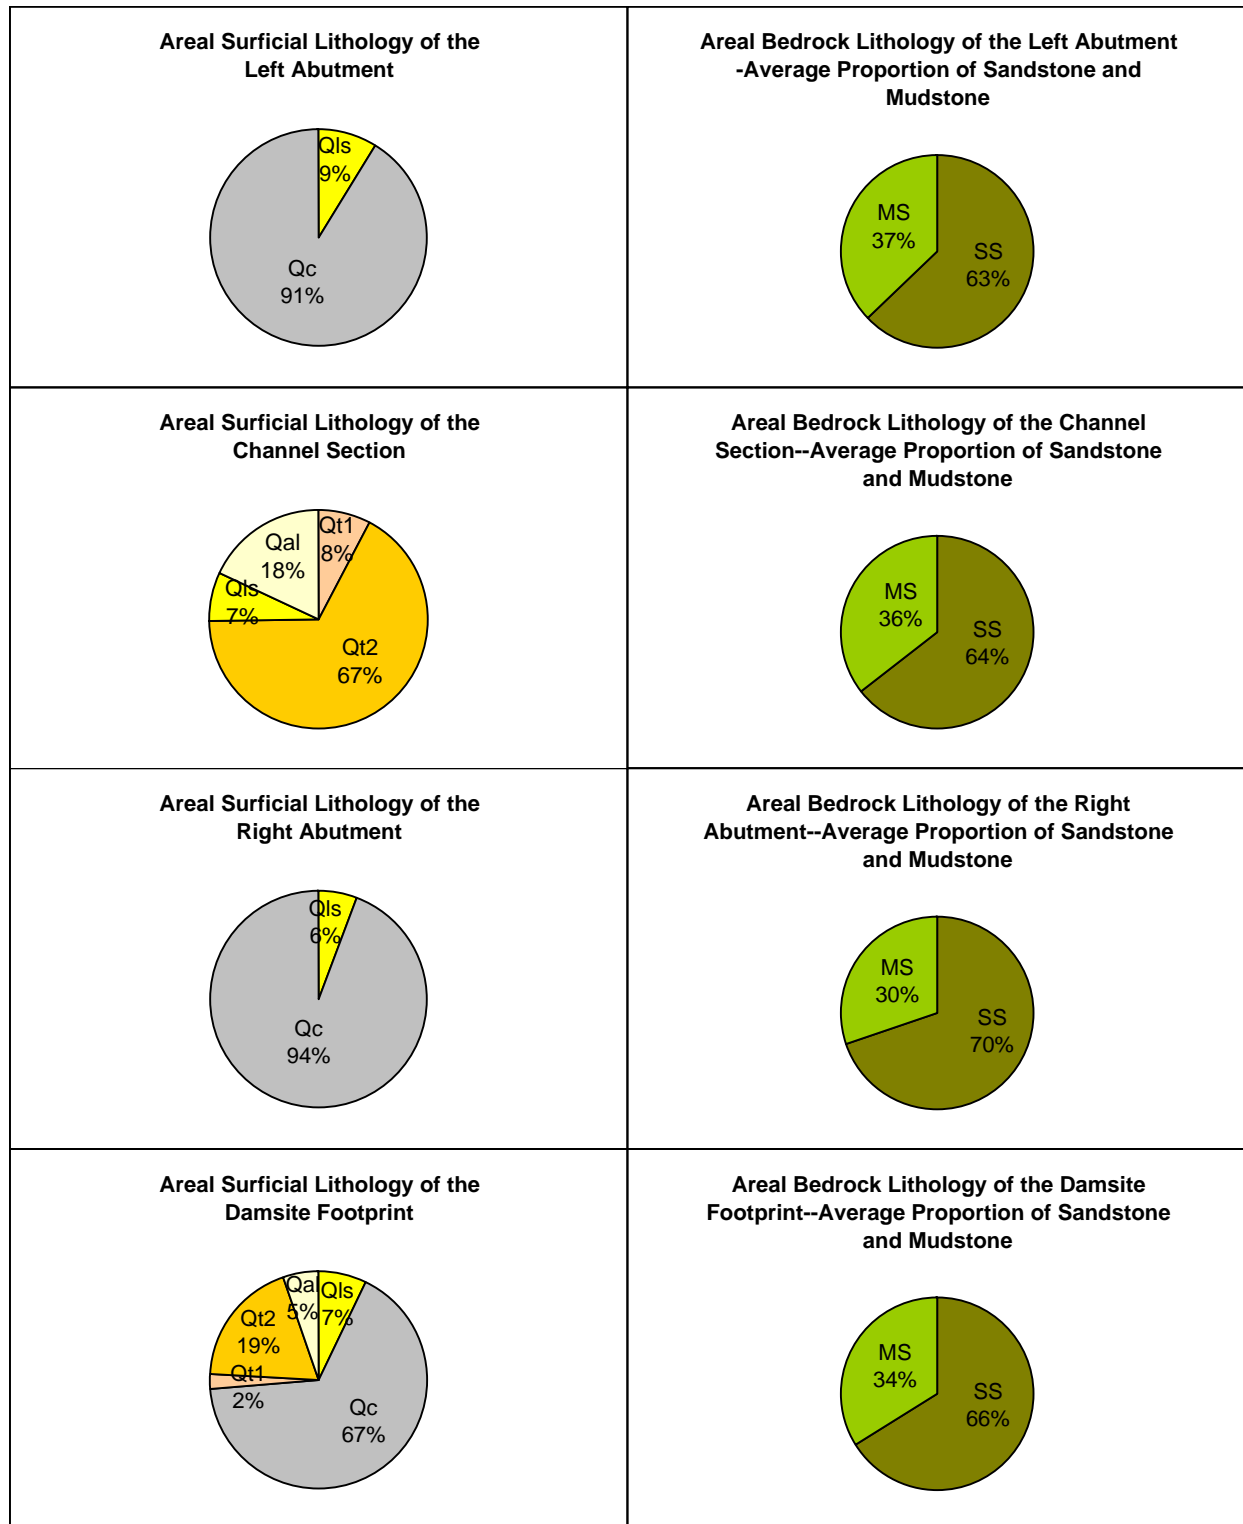 Areal Surficial Lithology of the
Left Abutment
Qls
9%
Qc
91%
Areal Bedrock Lithology of the Left Abutment
-Average Proportion of Sandstone and
Mudstone
MS
37%
SS
63%
Areal Surficial Lithology of the
Channel Section
Qt1
8%
Qal
18%
Qls
7%
Qt2
67%
Areal Bedrock Lithology of the Channel
Section--Average Proportion of Sandstone
and Mudstone
MS
36%
SS
64%
Areal Surficial Lithology of the
Right Abutment
Qls
6%
Qc
94%
Areal Bedrock Lithology of the Right
Abutment--Average Proportion of Sandstone
and Mudstone
MS
30%
SS
70%
Areal Surficial Lithology of the
Damsite Footprint
Qal
5%
Qls
7%
Qt2
19%
Qt1
2%
Qc
67%
Areal Bedrock Lithology of the Damsite
Footprint--Average Proportion of Sandstone
and Mudstone
MS
34%
SS
66%